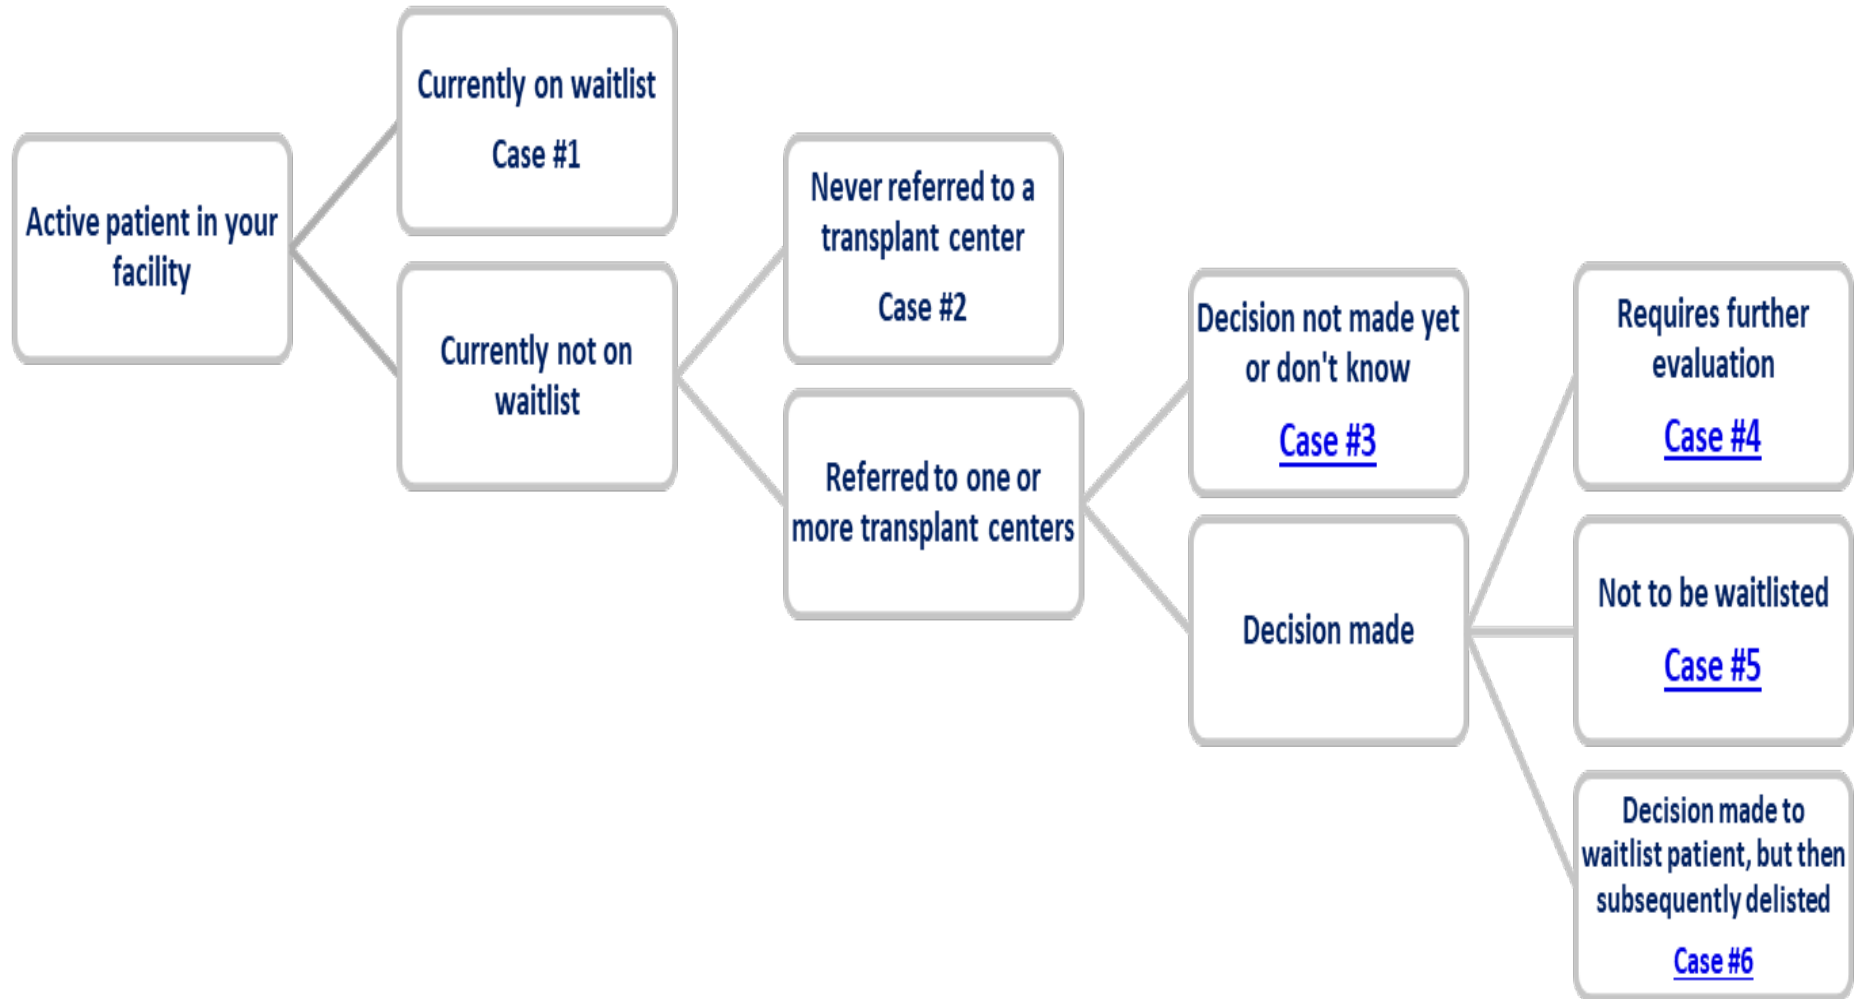 Active patient in your
facility
Currently on waitlist
Case #1
Currently not on
waitlist
Never referred to a
transplant center
Case #2
Referred to one or
more transplant centers
Decision not made yet
or don't know
Case #3
Decision made
Requires further
evaluation
Case #4
Not to be waitlisted
Case #5
Decision made to
waitlist patient, but then
subsequently delisted
Case #6